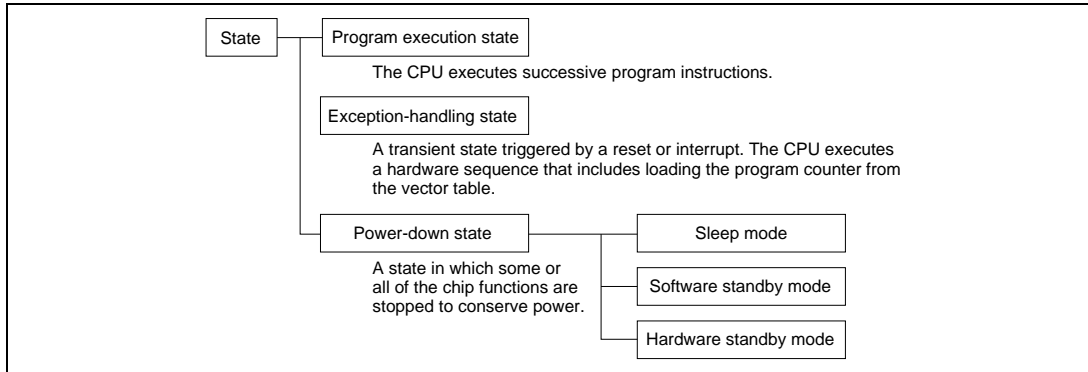 State
Program execution state
The CPU executes successive program instructions.
Exception-handling state
A transient state triggered by a reset or interrupt. The CPU executes
a hardware sequence that includes loading the program counter from
the vector table.
Power-down state
Sleep mode
A state in which some or
all of the chip functions are
stopped to conserve power.
Software standby mode
Hardware standby mode